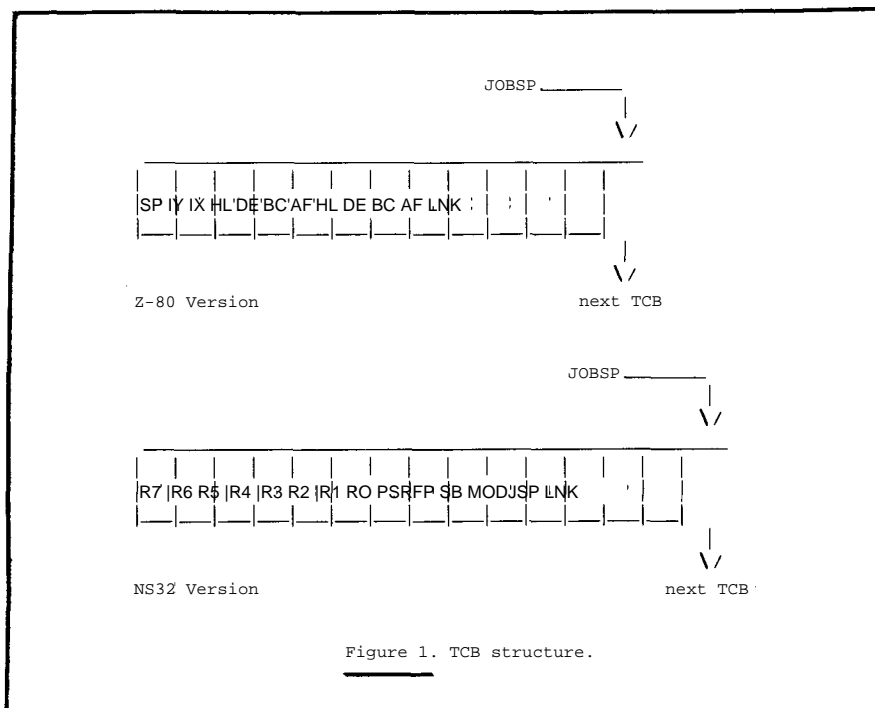 JOBSP
SP IY IX HL'DE'BC'AF'HL DE BC AF LNK
Z-80 Version
next TCB
JOBSP
R7 R6 R5 R4 R3 R2 R1 RO PSR FP SB MOD JSP LNK
NS32 Version
next TCB
Figure 1. TCB structure.